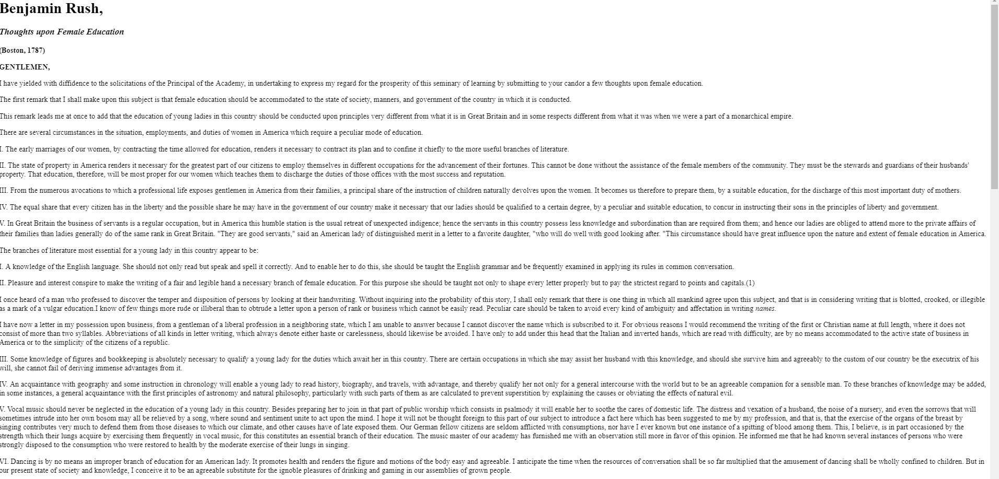 Benjamin Rush,
Thoughts upon Female Education
(Boston, 1787)
GENTLEMEN,
I have yielded with diffidence to the solicitations of the Principal of the Academy, in undertaking to express my regard for the prosperity of this seminary of learning by submitting to your candor a few thoughts upon female education.
The first remark that I shall make upon this subject is that female education should be accommodated to the state of society, manners, and government of the country in which it is conducted.
This remark leads me at once to add that the education of young ladies in this country should be conducted upon principles very different from what it is in Great Britain and in some respects different from what it was when we were a part of a monarchical empire.
There are several circumstances in the situation, employments, and duties of women in America which require a peculiar mode of education.
I. The early marriages of our women, by contracting the time allowed for education, renders it necessary to contract its plan and to confine it chiefly to the more useful branches of literature.
II. The state of property in America renders it necessary for the greatest part of our citizens to employ themselves in different occupations for the advancement of their fortunes. This cannot be done without the assistance of the female members of the community. They must be the stewards and guardians of their husbands'
property. That education, therefore, will be most proper for our women which teaches them to discharge the duties of those offices with the most success and reputation.
III. From the numerous avocations to which a professional life exposes gentlemen in America from their families, a principal share of the instruction of children naturally devolves upon the women. It becomes us therefore to prepare them, by a suitable education, for the discharge of this most important duty of mothers.
IV. The equal share that every citizen has in the liberty and the possible share he may have in the government of our country make it necessary that our ladies should be qualified to a certain degree, by a peculiar and suitable education, to concur in instructing their sons in the principles of liberty and government.
V. In Great Britain the business of servants is a regular occupation, but in America this humble station is the usual retreat of unexpected indigence; hence the servants in this country possess less knowledge and subordination than are required from them; and hence our ladies are obliged to attend more to the private affairs of
their families than ladies generally do of the same rank in Great Britain. "They are good servants," said an American lady of distinguished merit in a letter to a favorite daughter, "who will do well with good looking after. "This circumstance should have great influence upon the nature and extent of female education in America.
The branches of literature most essential for a young lady in this country appear to be:
I. A knowledge of the English language. She should not only read but speak and spell it correctly. And to enable her to do this, she should be taught the English grammar and be frequently examined in applying its rules in common conversation.
II. Pleasure and interest conspire to make the writing of a fair and legible hand a necessary branch of female education. For this purpose she should be taught not only to shape every letter properly but to pay the strictest regard to points and capitals.(1)
I once heard of a man who professed to discover the temper and disposition of persons by looking at their handwriting. Without inquiring into the probability of this story, I shall only remark that there is one thing in which all mankind agree upon this subject, and that is in considering writing that is blotted, crooked, or illegible
as a mark of a vulgar education.I know of few things more rude or illiberal than to obtrude a letter upon a person of rank or business which cannot be easily read. Peculiar care should be taken to avoid every kind of ambiguity and affectation in writing names.
I have now a letter in my possession upon business, from a gentleman of a liberal profession in a neighboring state, which I am unable to answer because I cannot discover the name which is subscribed to it. For obvious reasons I would recommend the writing of the first or Christian name at full length, where it does not
consist of more than two syllables. Abbreviations of all kinds in letter writing, which always denote either haste or carelessness, should likewise be avoided. I have only to add under this head that the Italian and inverted hands, which are read with difficulty, are by no means accommodated to the active state of business in
America or to the simplicity of the citizens of a republic.
III. Some knowledge of figures and bookkeeping is absolutely necessary to qualify a young lady for the duties which await her in this country. There are certain occupations in which she may assist her husband with this knowledge, and should she survive him and agreeably to the custom of our country be the executrix of his
will, she cannot fail of deriving immense advantages from it.
IV. An acquaintance with geography and some instruction in chronology will enable a young lady to read history, biography, and travels, with advantage, and thereby qualify her not only for a general intercourse with the world but to be an agreeable companion for a sensible man. To these branches of knowledge may be added,
in some instances, a general acquaintance with the first principles of astronomy and natural philosophy, particularly with such parts of them as are calculated to prevent superstition by explaining the causes or obviating the effects of natural evil.
V. Vocal music should never be neglected in the education of a young lady in this country. Besides preparing her to join in that part of public worship which consists in psalmody it will enable her to soothe the cares of domestic life. The distress and vexation of a husband, the noise of a nursery, and even the sorrows that will
sometimes intrude into her own bosom may all be relieved by a song, where sound and sentiment unite to act upon the mind. I hope it will not be thought foreign to this part of our subject to introduce a fact here which has been suggested to me by my profession, and that is, that the exercise of the organs of the breast by
singing contributes very much to defend them from those diseases to which our climate, and other causes have of late exposed them. Our German fellow citizens are seldom afflicted with consumptions, nor have I ever known but one instance of a spitting of blood among them. This, I believe, is in part occasioned by the
strength which their lungs acquire by exercising them frequently in vocal music, for this constitutes an essential branch of their education. The music master of our academy has furnished me with an observation still more in favor of this opinion. He informed me that he had known several instances of persons who were
strongly disposed to the consumption who were restored to health by the moderate exercise of their lungs in singing.
VI. Dancing is by no means an improper branch of education for an American lady. It promotes health and renders the figure and motions of the body easy and agreeable. I anticipate the time when the resources of conversation shall be so far multiplied that the amusement of dancing shall be wholly confined to children. But in
our present state of society and knowledge, I conceive it to be an agreeable substitute for the ignoble pleasures of drinking and gaming in our assemblies of grown people.